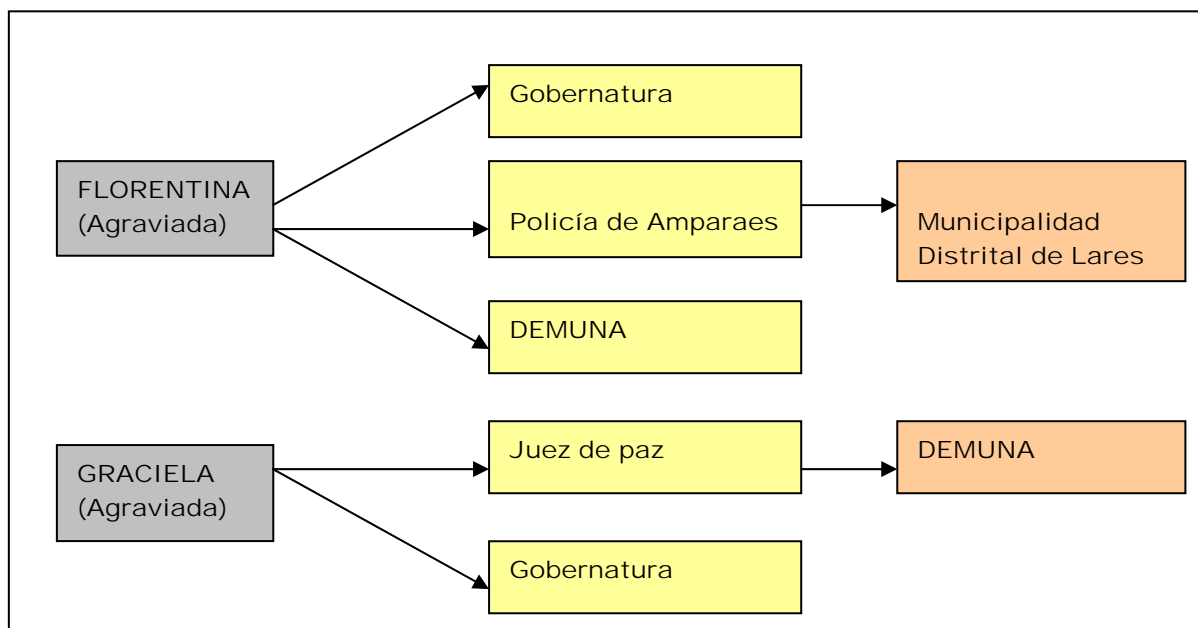 Gobernatura
FLORENTINA
(Agraviada)
Policía de Amparaes
Municipalidad
Distrital de Lares
DEMUNA
GRACIELA
(Agraviada)
Juez de paz
DEMUNA
Gobernatura